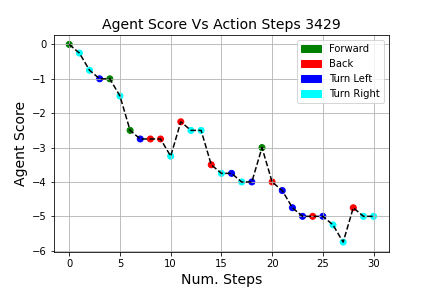 Agent Score Vs Action Steps 3429
Agent Score
0
−1
−2
−3
−4
−5
−6
Forward
Back
Turn Left
Turn Right
0 5 10 15 20 25 30
Num. Steps